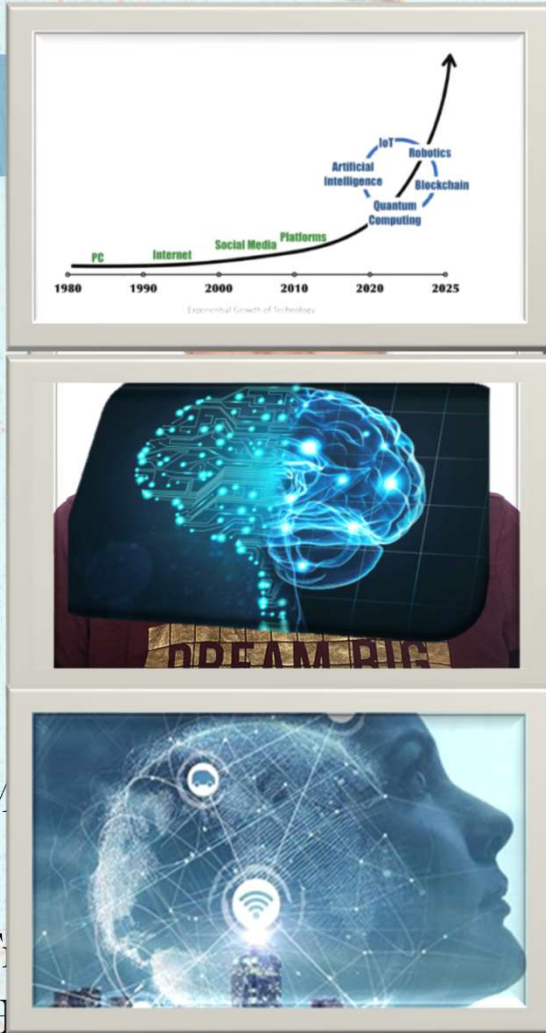 IoT
Robotics
Artificial
Intelligence
Blockchain
Quantum
Computing
Platforms
Social Media
Internet
PC
1980 1990 2000 2010 2020 2025
Exponential Growth of Technology
DREAM BIG